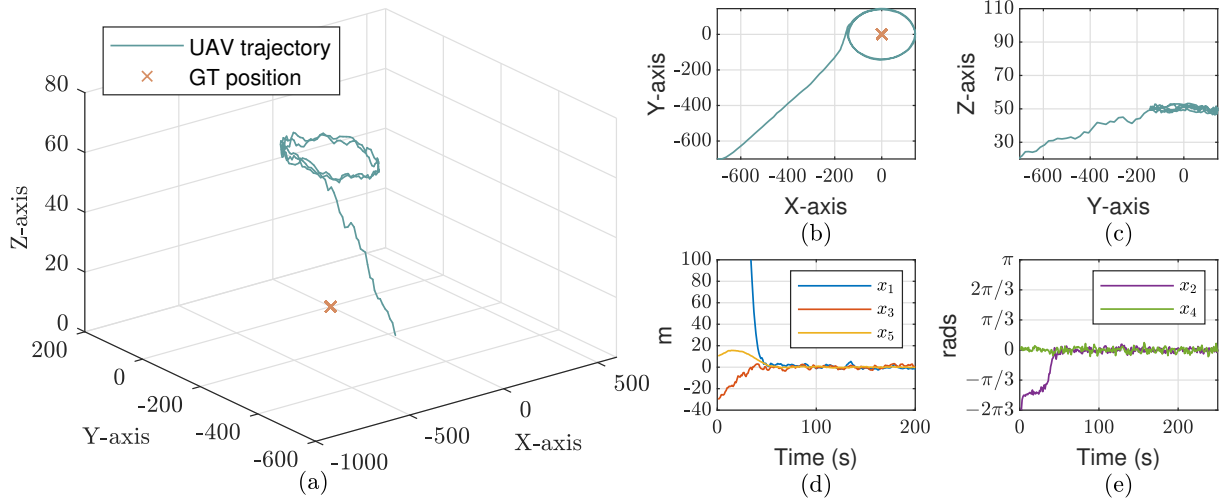 UAV trajectory
GT position
80
60
40
20
0
Z-axis
200
0
-200
-400
-600
Y-axis
-1000
-500
0
500
X-axis
(a)
0
-200
-400
-600
Y-axis
-600 -400 -200 0
X-axis
(b)
110
90
70
50
30
Z-axis
-600 -400 -200 0
Y-axis
(c)
100
80
60
40
20
0
-20
-40
m
x₁
x₃
x₅
0 100 200
Time (s)
(d)
π
2π/3
π/3
0
−π/3
−2π3
rads
x₂
x₄
0 100 200
Time (s)
(e)